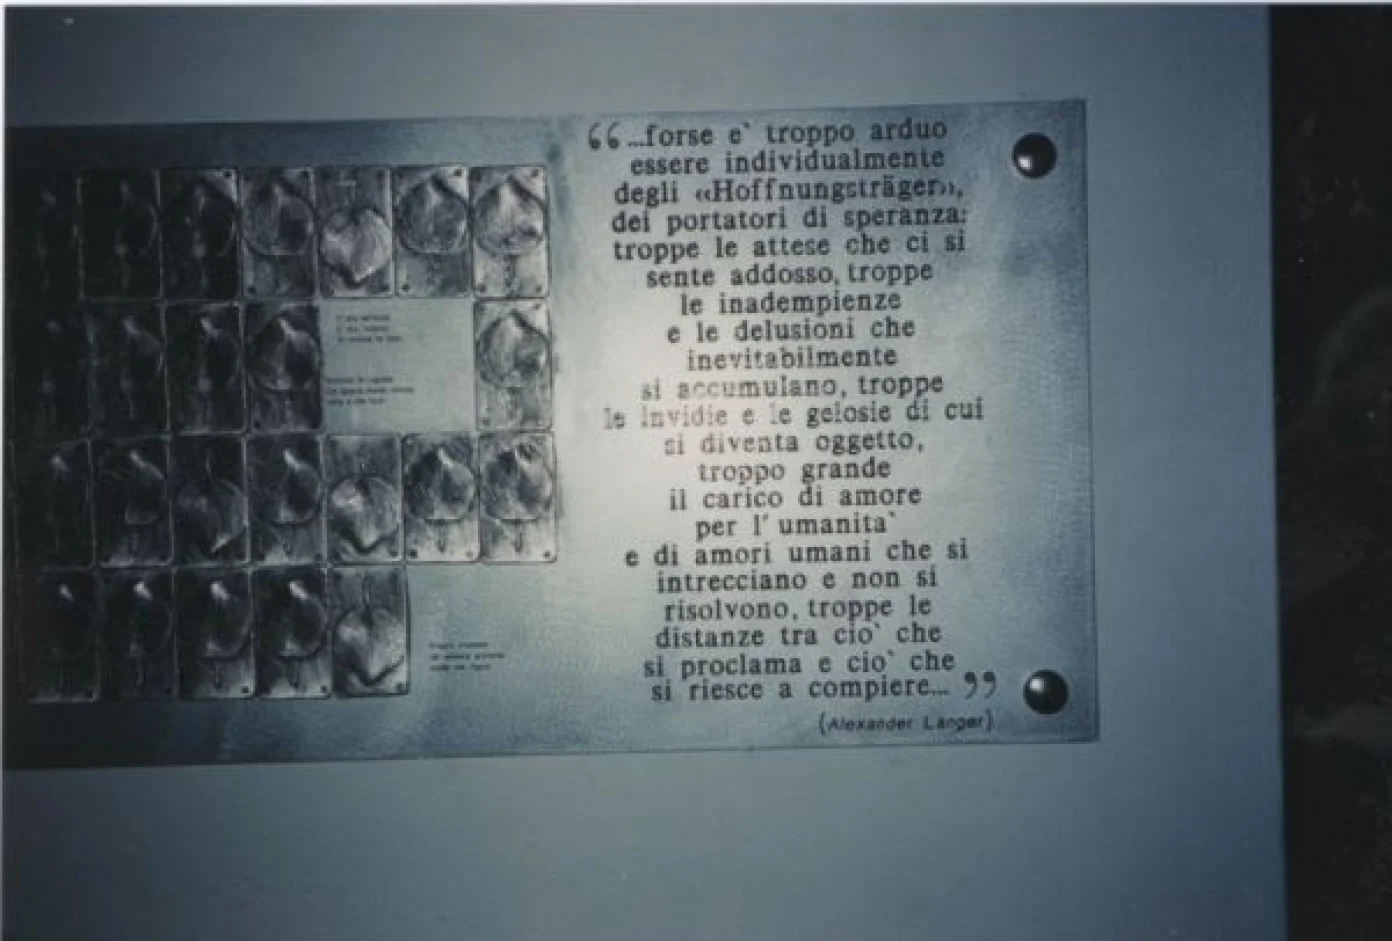 “...forse e` troppo arduo
essere individualmente
degli «Hoffnungsträger»,
dei portatori di speranza:
troppe le attese che ci si
sente addosso, troppe
le inadempienze
e le delusioni che
inevitabilmente
si accumulano, troppe
le invidie e le gelosie di cui
si diventa oggetto,
troppo grande
il carico di amore
per l' umanita`
e di amori umani che si
intrecciano e non si
risolvono, troppe le
distanze tra cio` che
si proclama e cio` che
si riesce a compiere... ”
(Alexander Langer)